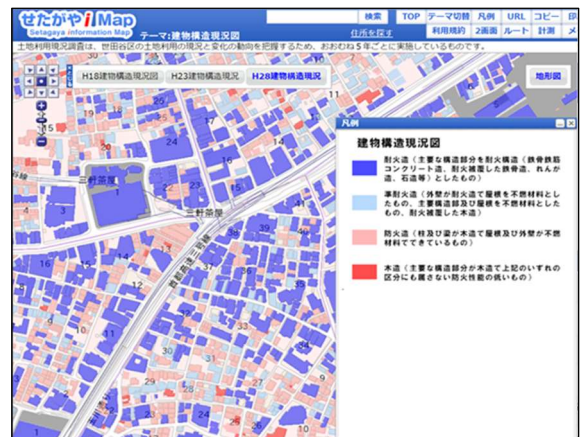 せたがやiMap
Setagaya Information Map
テーマ:建物構造現況図
検索
住所を探す
TOP テーマ切替 凡例 URL コピー
利用規約 2画面 ルート 計測
土地利用現況調査は、世田谷区の土地利用の現況と変化の動向を把握するため、おおむね5年ごとに実施しているものです。
H18建物構造現況図 H23建物構造現況 H28建物構造現況
地形図
三軒茶屋
三軒茶屋
凡例
建物構造現況図
耐火造（主要な構造部分を耐火構造（鉄骨鉄筋
コンクリート造、耐火被覆した鉄骨造、れんが
造、石造等）としたもの）
準耐火造（外壁が耐火造で屋根を不燃材料とし
たもの、主要構造部及び屋根を不燃材料とし
たもの、耐火被覆した木造）
防火造（柱及び梁が木造で屋根及び外壁が不燃
材料でできているもの）
木造（主要な構造部分が木造で上記のいずれの
区分にも属さない防火性能の低いもの）